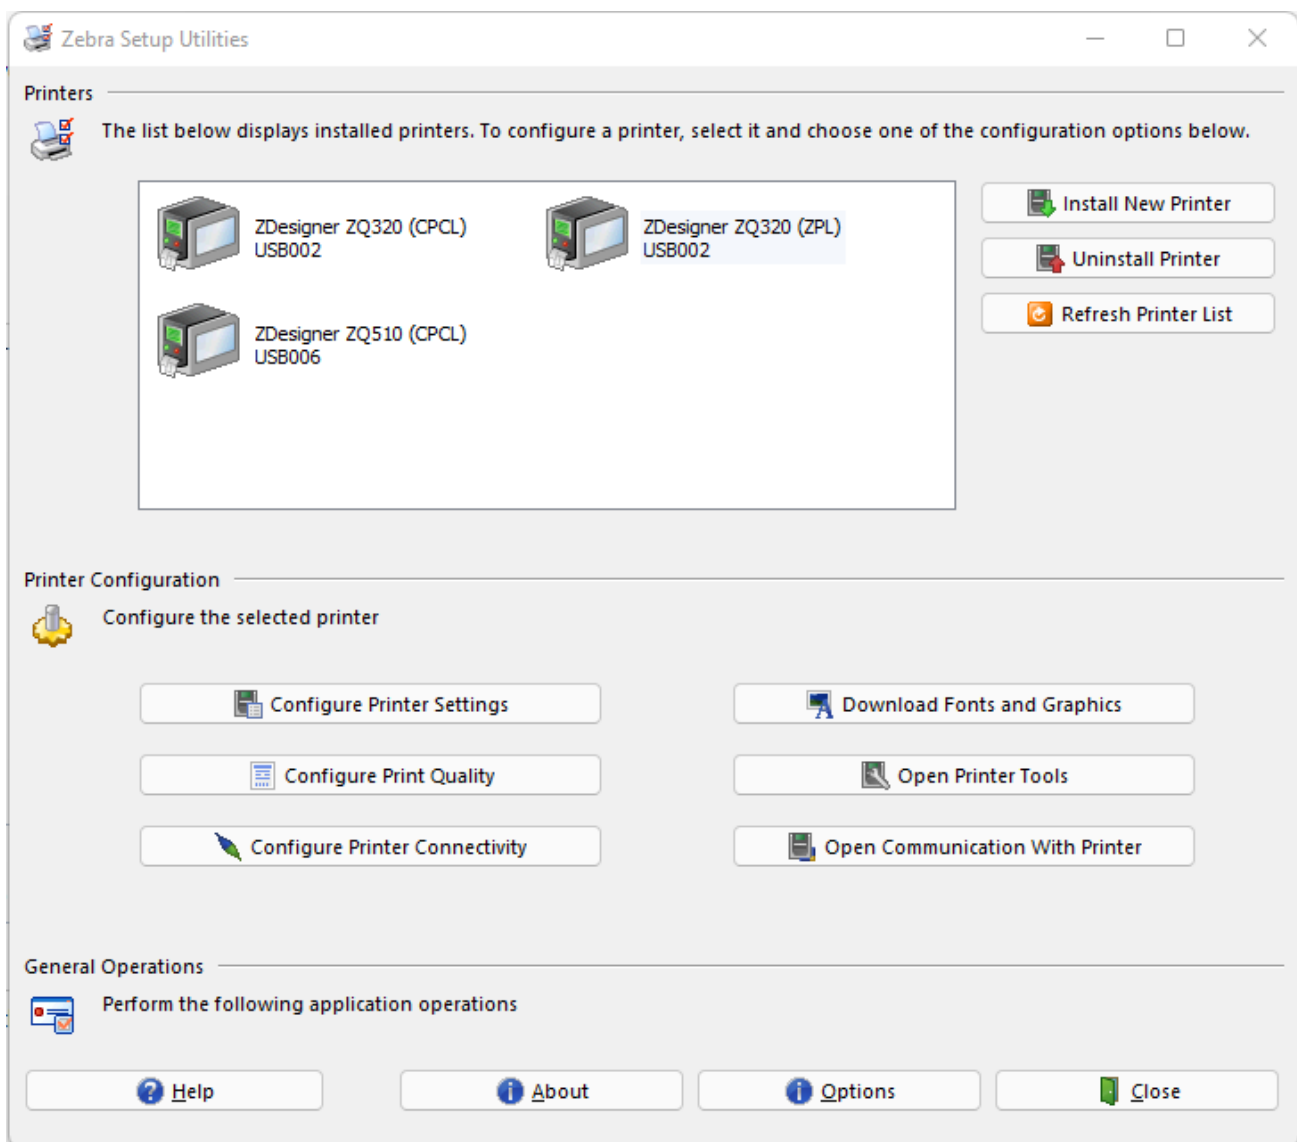 Zebra Setup Utilities
Printers
The list below displays installed printers. To configure a printer, select it and choose one of the configuration options below.
ZDesigner ZQ320 (CPCL)
USB002
ZDesigner ZQ320 (ZPL)
USB002
ZDesigner ZQ510 (CPCL)
USB006
Install New Printer
Uninstall Printer
Refresh Printer List
Printer Configuration
Configure the selected printer
Configure Printer Settings
Download Fonts and Graphics
Configure Print Quality
Open Printer Tools
Configure Printer Connectivity
Open Communication With Printer
General Operations
Perform the following application operations
Help
About
Options
Close